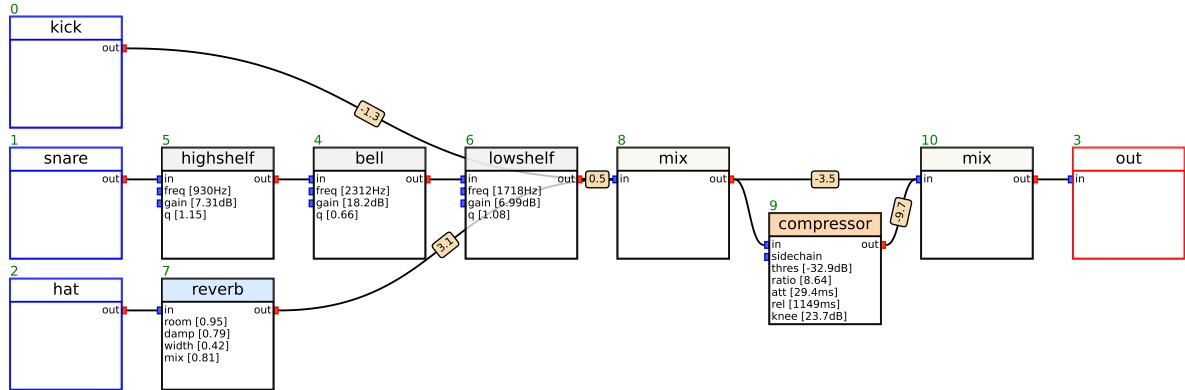 0
kick
out
-1.3
1
snare
out
5
highshelf
in out
freq [930Hz]
gain [7.31dB]
q [1.15]
4
bell
in out
freq [2312Hz]
gain [18.2dB]
q [0.66]
6
lowshelf
in out
freq [1718Hz]
gain [6.99dB]
q [1.08]
0.5
8
mix
in out
-3.5
10
mix
in out
3
out
in
9
compressor
in out
sidechain
thres [-32.9dB]
ratio [8.64]
att [29.4ms]
rel [1149ms]
knee [23.7dB]
-9.7
2
hat
out
7
reverb
in out
room [0.95]
damp [0.79]
width [0.42]
mix [0.81]
3.1